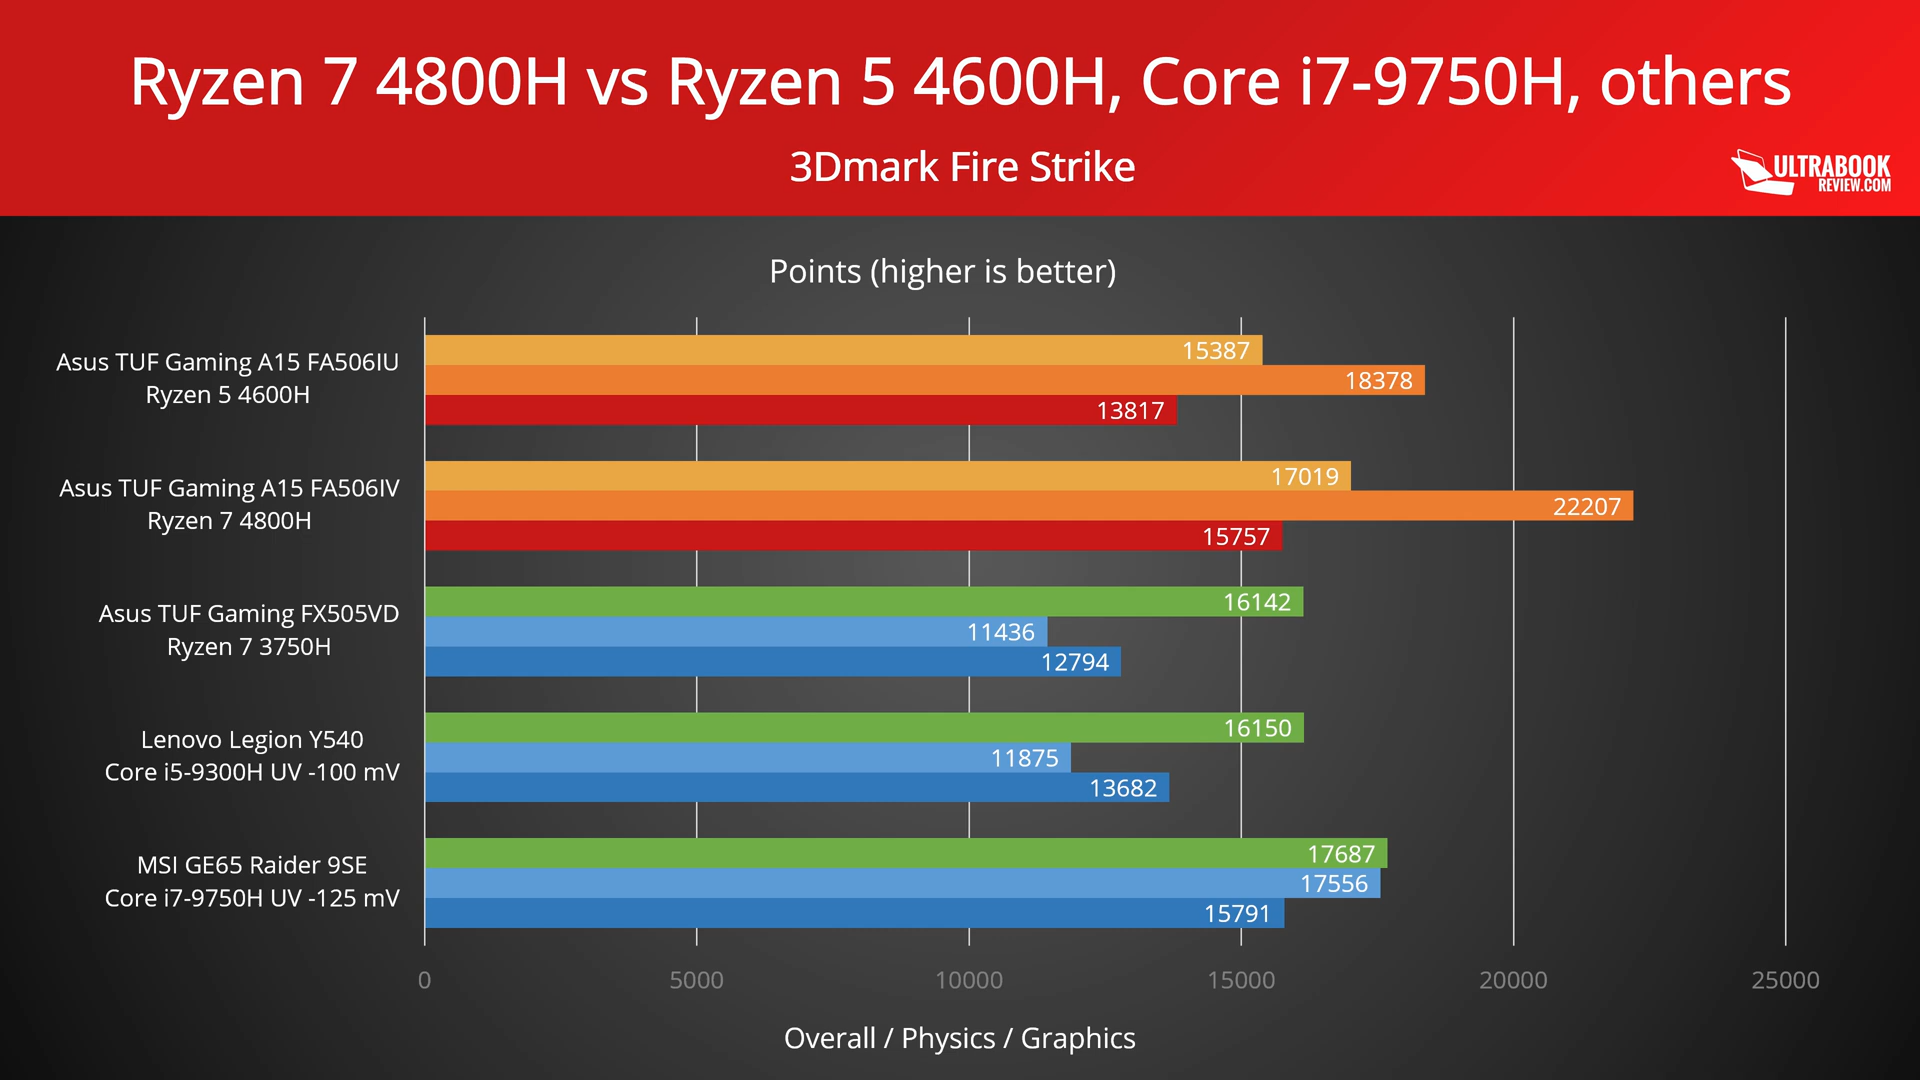 Ryzen 7 4800H vs Ryzen 5 4600H, Core i7-9750H, others
3Dmark Fire Strike
ULTRABOOK
REVIEW.COM
Points (higher is better)
Asus TUF Gaming A15 FA506IU
Ryzen 5 4600H
15387
18378
13817
Asus TUF Gaming A15 FA506IV
Ryzen 7 4800H
17019
22207
15757
Asus TUF Gaming FX505VD
Ryzen 7 3750H
16142
11436
12794
Lenovo Legion Y540
Core i5-9300H UV -100 mV
16150
11875
13682
MSI GE65 Raider 9SE
Core i7-9750H UV -125 mV
17687
17556
15791
0 5000 10000 15000 20000 25000
Overall / Physics / Graphics